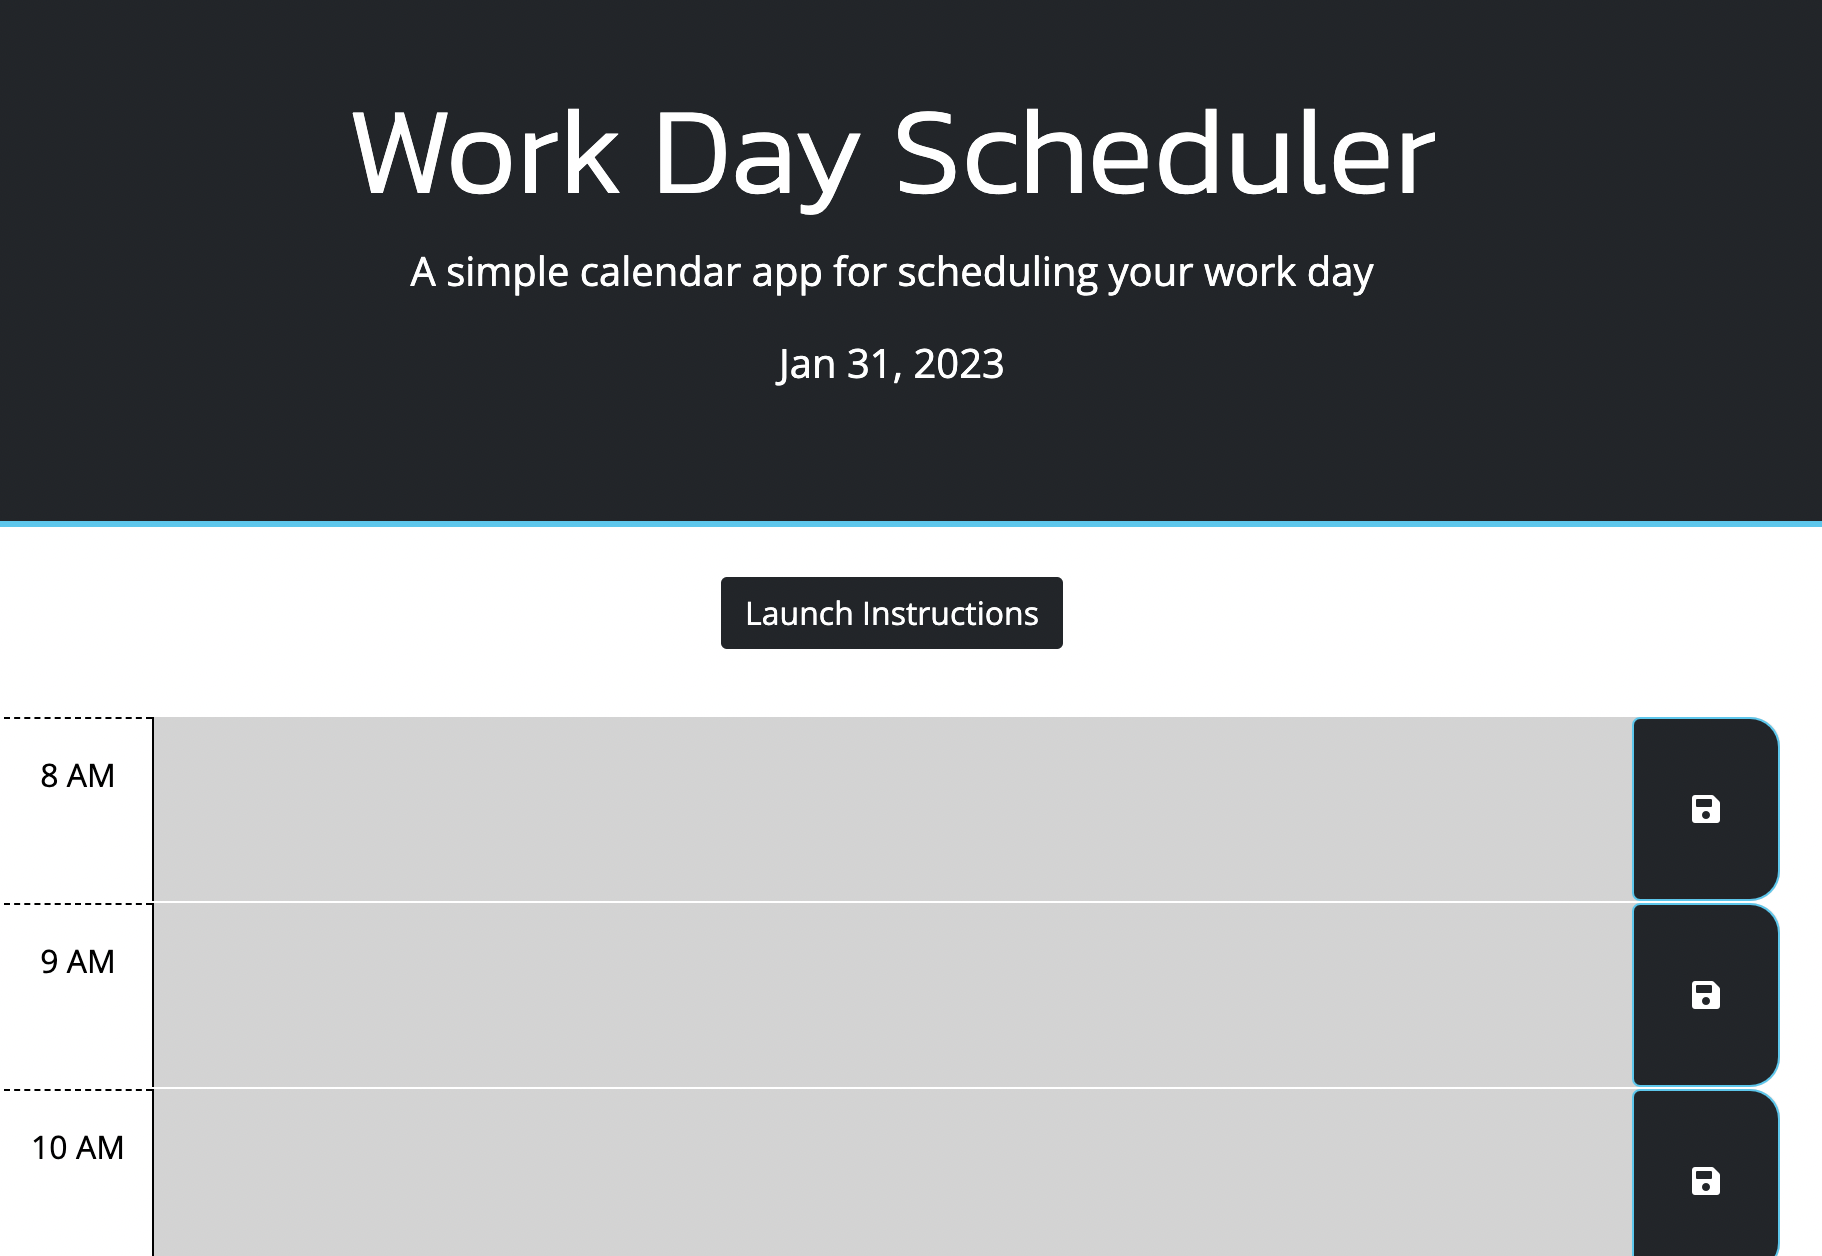 Work Day Scheduler
A simple calendar app for scheduling your work day
Jan 31, 2023
Launch Instructions
8 AM
9 AM
10 AM